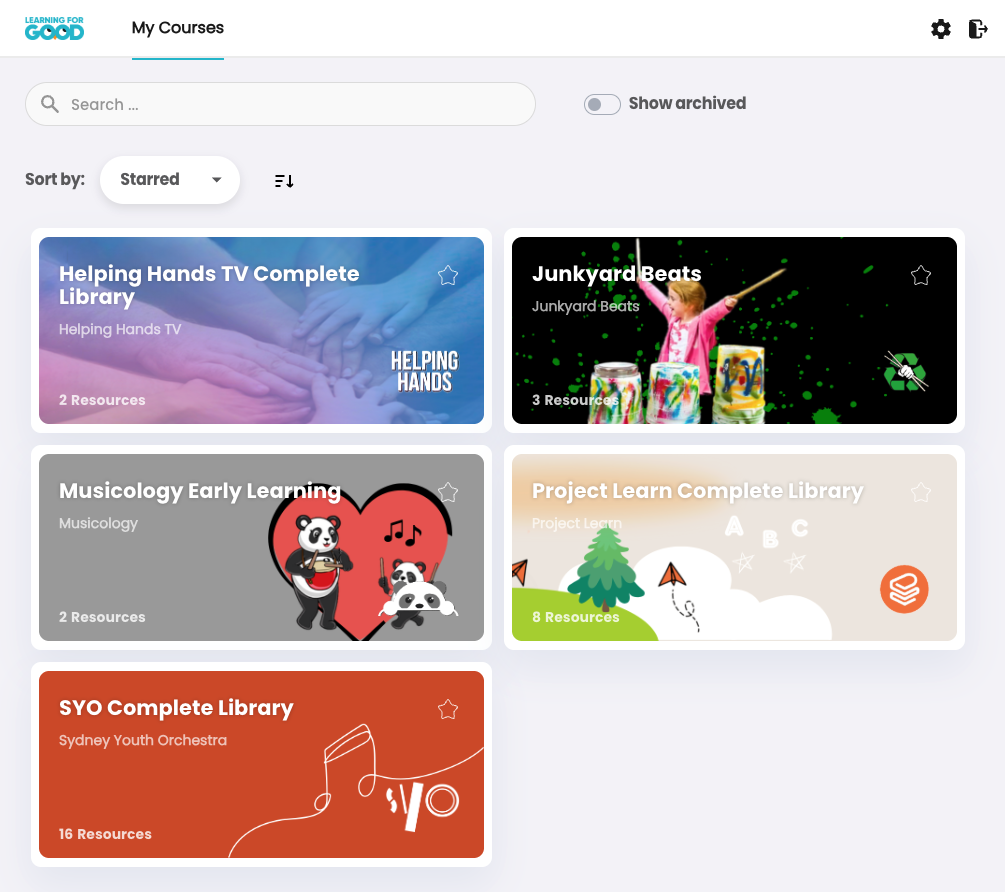 LEARNING FOR
GOOD
My Courses
Search ...
Show archived
Sort by:
Starred
Helping Hands TV Complete
Library
Helping Hands TV
HELPING
HANDS
2 Resources
Junkyard Beats
Junkyard Beats
3 Resources
Musicology Early Learning
Musicology
2 Resources
Project Learn Complete Library
Project Learn
A B C
8 Resources
SYO Complete Library
Sydney Youth Orchestra
SYO
16 Resources